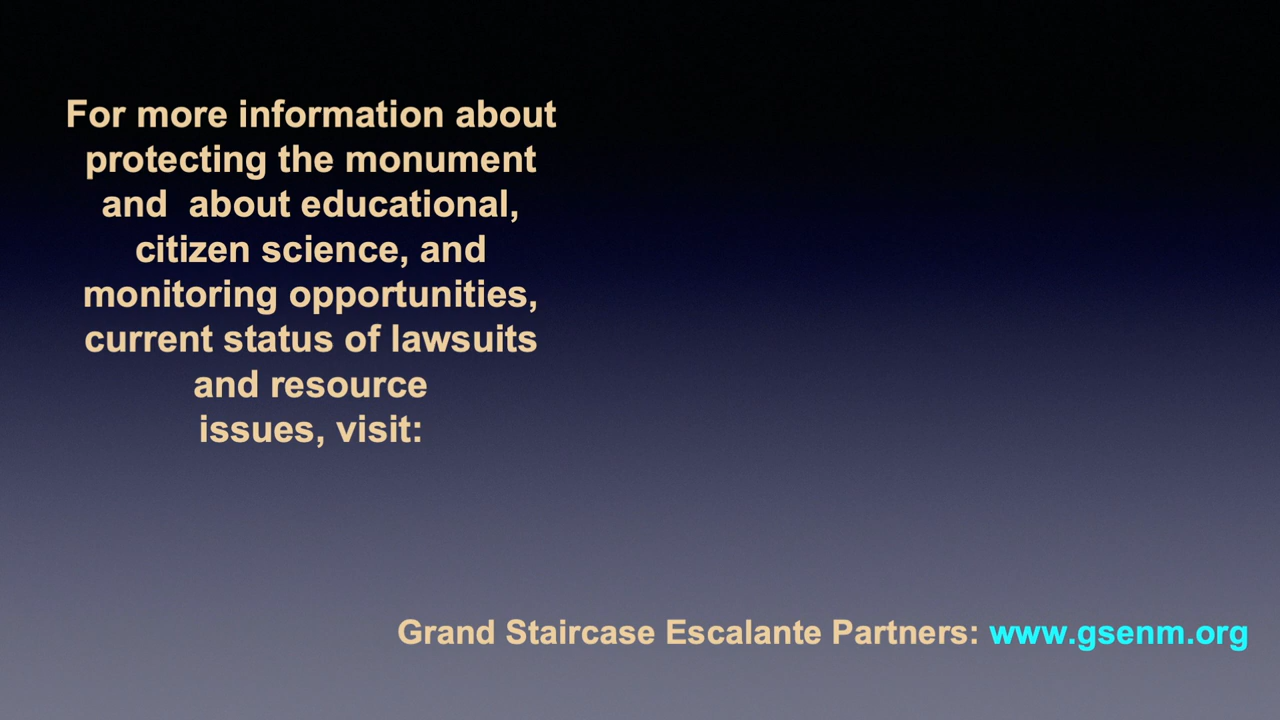 For more information about
protecting the monument
and  about educational,
citizen science, and
monitoring opportunities,
current status of lawsuits
and resource
issues, visit:
Grand Staircase Escalante Partners: www.gsenm.org